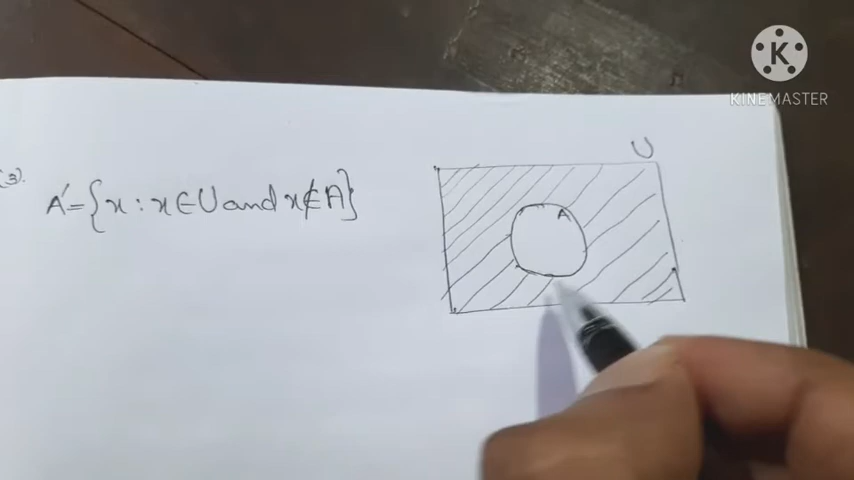 (3).
A'={x : x∈U and x∉A}
U
A
K
KINEMASTER